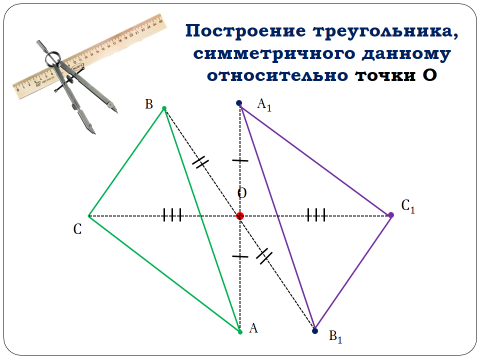 Построение треугольника,
симметричного данному
относительно точки О
B
A₁
O
C₁
C
A
B₁